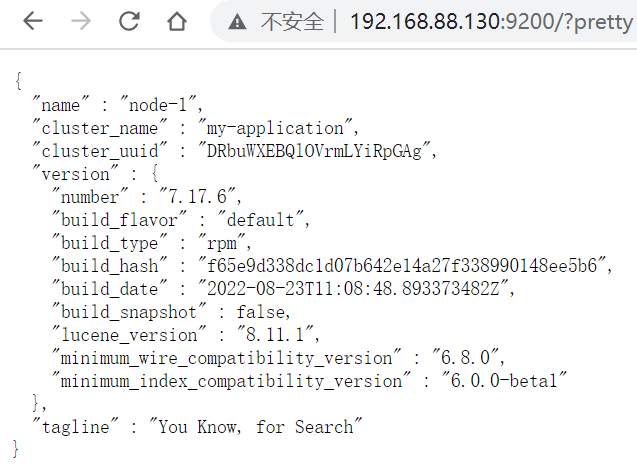 不安全 | 192.168.88.130:9200/?pretty
{
  "name" : "node-1",
  "cluster_name" : "my-application",
  "cluster_uuid" : "DRbuWXEBQlOVrmLYiRpGAg",
  "version" : {
    "number" : "7.17.6",
    "build_flavor" : "default",
    "build_type" : "rpm",
    "build_hash" : "f65e9d338dc1d07b642e14a27f338990148ee5b6",
    "build_date" : "2022-08-23T11:08:48.893373482Z",
    "build_snapshot" : false,
    "lucene_version" : "8.11.1",
    "minimum_wire_compatibility_version" : "6.8.0",
    "minimum_index_compatibility_version" : "6.0.0-beta1"
  },
  "tagline" : "You Know, for Search"
}